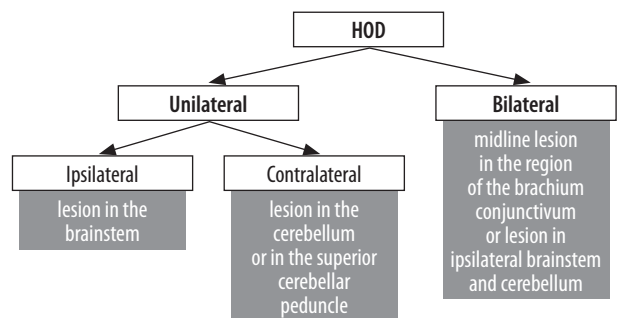 HOD
Unilateral
Bilateral
Ipsilateral
Contralateral
lesion in the
brainstem
lesion in the
cerebellum
or in the superior
cerebellar
peduncle
midline lesion
in the region
of the brachium
conjunctivum
or lesion in
ipsilateral brainstem
and cerebellum